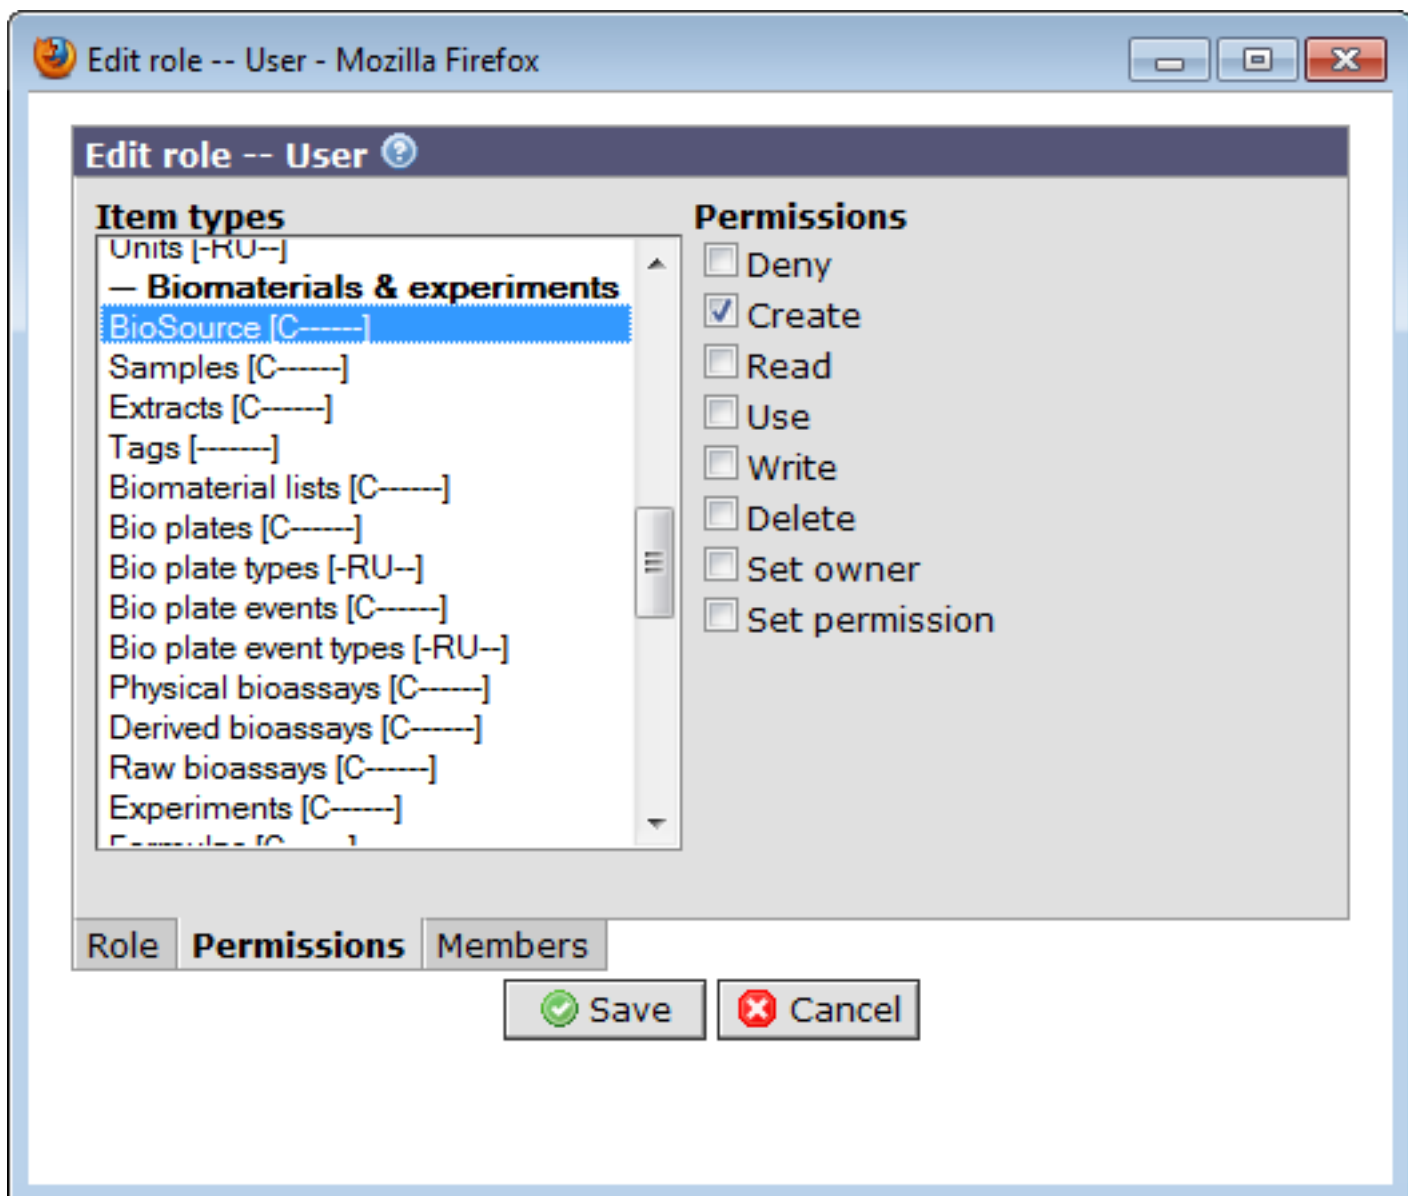 Edit role -- User - Mozilla Firefox
Edit role -- User
Item types
Units [-RU--]
— Biomaterials & experiments
BioSource [C------]
Samples [C------]
Extracts [C------]
Tags [-------]
Biomaterial lists [C------]
Bio plates [C------]
Bio plate types [-RU--]
Bio plate events [C------]
Bio plate event types [-RU--]
Physical bioassays [C------]
Derived bioassays [C------]
Raw bioassays [C------]
Experiments [C------]
Permissions
Deny
Create
Read
Use
Write
Delete
Set owner
Set permission
Role Permissions Members
Save Cancel